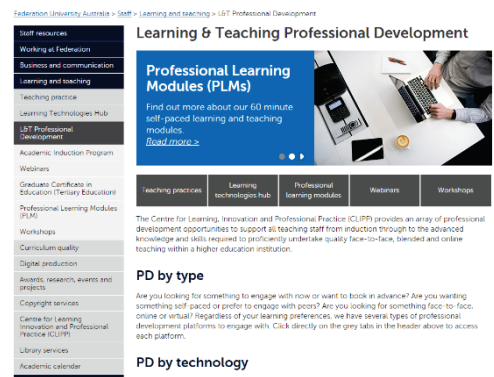 Federation University Australia > Staff > Learning and teaching > L&T Professional Development
Staff resources
Working at Federation
Business and communication
Learning and teaching
Teaching practice
Learning Technologies Hub
L&T Professional
Development
Academic Induction Program
Webinars
Graduate Certificate in
Education (Tertiary Education)
Professional Learning Modules
(PLM)
Workshops
Curriculum quality
Digital production
Awards, research, events and
projects
Copyright services
Centre for Learning
Innovation and Professional
Practice (CLIPP)
Library services
Academic calendar
Learning & Teaching Professional Development
Professional Learning
Modules (PLMs)
Find out more about our 60 minute
self-paced learning and teaching
modules.
Read more >
Teaching practices
Learning
technologies hub
Professional
learning modules
Webinars
Workshops
The Centre for Learning, Innovation and Professional Practice (CLIPP) provides an array of professional
development opportunities to support all teaching staff from induction through to the advanced
knowledge and skills required to proficiently undertake quality face-to-face, blended and online
teaching within a higher education institution.
PD by type
Are you looking for something to engage with now or want to book in advance? Are you wanting
something self-paced or prefer to engage with peers? Are you looking for something face-to-face,
online or virtual? Regardless of your learning preferences, we have several types of professional
development platforms to engage with. Click directly on the grey tabs in the header above to access
each platform.
PD by technology